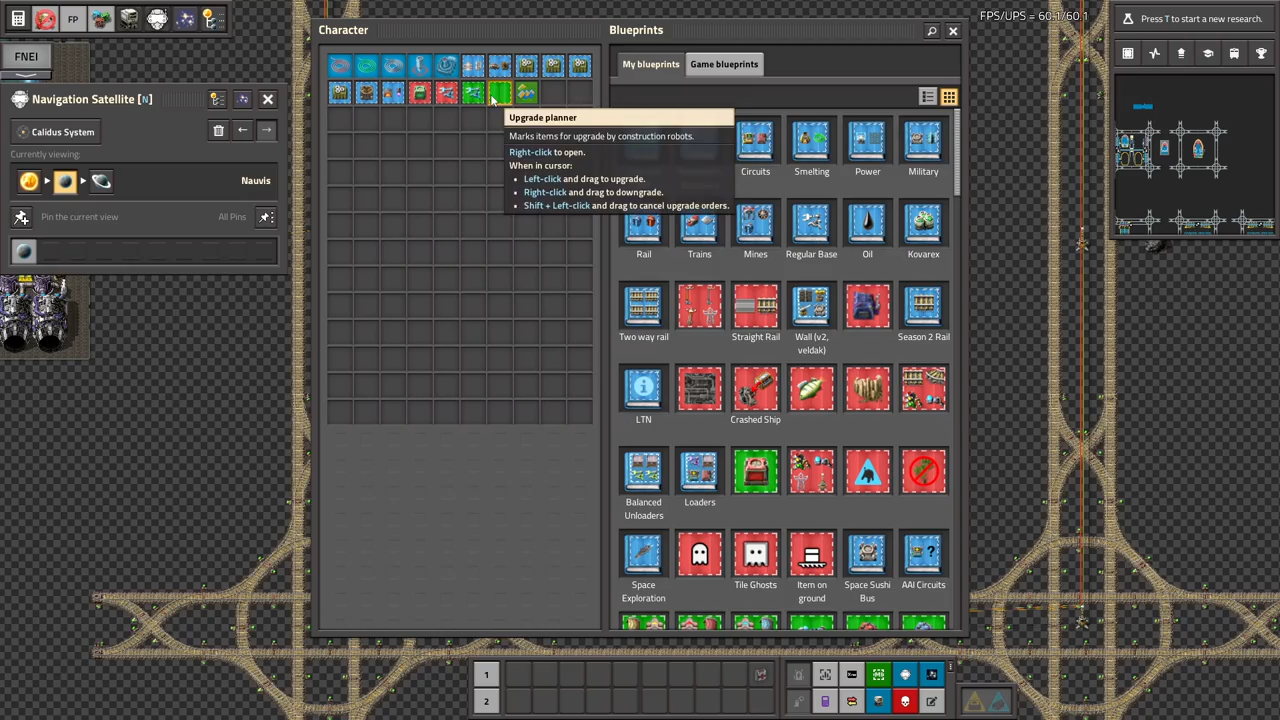 FP
FPS/UPS = 60.1/60.1
Press T to start a new research.
FNEI
Navigation Satellite [N]
Calidus System
Currently viewing:
Nauvis
Pin the current view
All Pins
Character
Upgrade planner
Marks items for upgrade by construction robots.
Right-click to open.
When in cursor:
• Left-click and drag to upgrade.
• Right-click and drag to downgrade.
• Shift + Left-click and drag to cancel upgrade orders.
Blueprints
My blueprints
Game blueprints
Circuits
Smelting
Power
Military
Rail
Trains
Mines
Regular Base
Oil
Kovarex
Two way rail
Straight Rail
Wall (v2,
veldak)
Season 2 Rail
LTN
Crashed Ship
Balanced
Unloaders
Loaders
Space
Exploration
Tile Ghosts
Item on
ground
Space Sushi
Bus
AAI Circuits
1
2